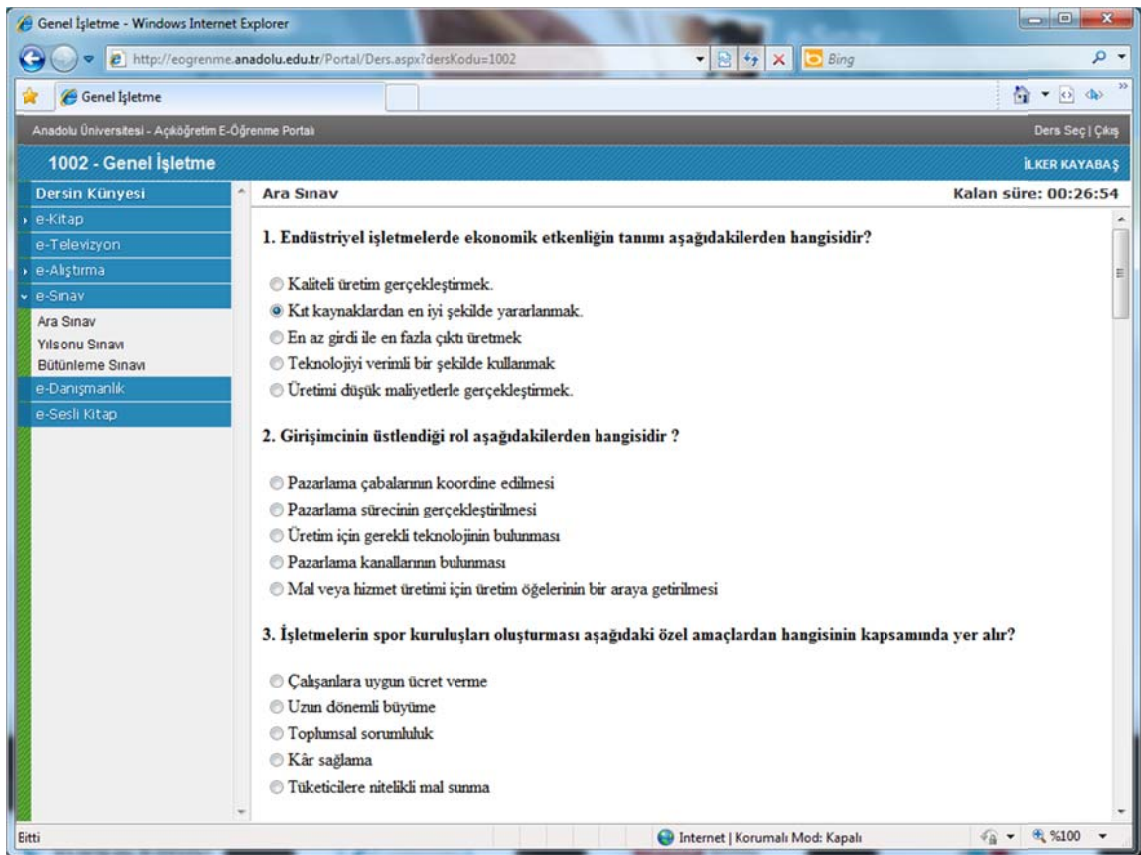 Genel İşletme - Windows Internet Explorer
http://eogrenme.anadolu.edu.tr/Portal/Ders.aspx?dersKodu=1002
Bing
Genel İşletme
Anadolu Üniversitesi - Açıköğretim E-Öğrenme Portalı
Ders Seç | Çıkış
1002 - Genel İşletme
İLKER KAYABAŞ
Dersin Künyesi
e-Kitap
e-Televizyon
e-Alıştırma
e-Sınav
Ara Sınav
Yılsonu Sınavı
Bütünleme Sınavı
e-Danışmanlık
e-Sesli Kitap
Ara Sınav
Kalan süre: 00:26:54
1. Endüstriyel işletmelerde ekonomik etkenliğin tanımı aşağıdakilerden hangisidir?
Kaliteli üretim gerçekleştirmek.
Kıt kaynaklardan en iyi şekilde yararlanmak.
En az girdi ile en fazla çıktı üretmek
Teknolojiyi verimli bir şekilde kullanmak
Üretimi düşük maliyetlerle gerçekleştirmek.
2. Girişimcinin üstlendiği rol aşağıdakilerden hangisidir ?
Pazarlama çabalarının koordine edilmesi
Pazarlama sürecinin gerçekleştirilmesi
Üretim için gerekli teknolojinin bulunması
Pazarlama kanallarının bulunması
Mal veya hizmet üretimi için üretim öğelerinin bir araya getirilmesi
3. İşletmelerin spor kuruluşları oluşturması aşağıdaki özel amaçlardan hangisinin kapsamında yer alır?
Çalışanlara uygun ücret verme
Uzun dönemli büyüme
Toplumsal sorumluluk
Kâr sağlama
Tüketicilere nitelikli mal sunma
Bitti
Internet | Korumalı Mod: Kapalı
%100